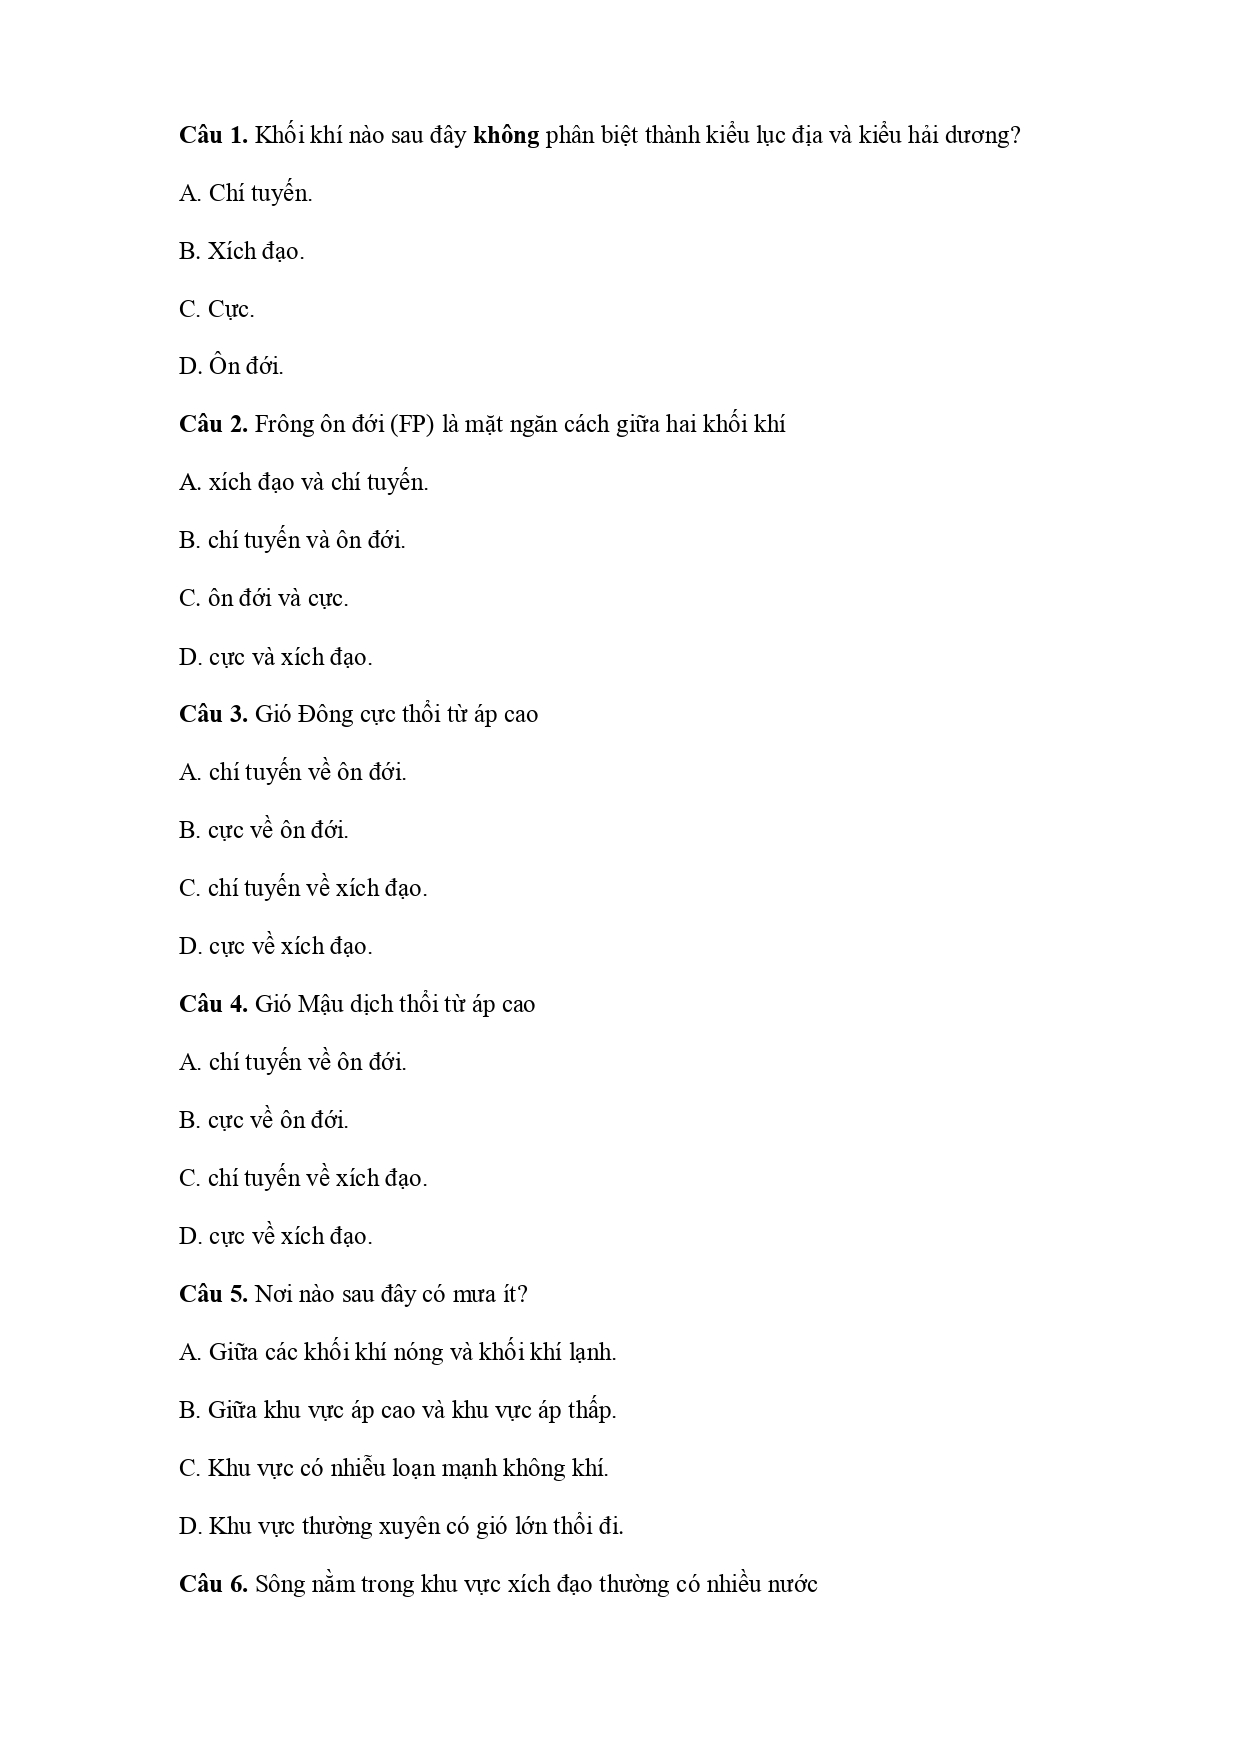 Câu 1. Khối khí nào sau đây không phân biệt thành kiểu lục địa và kiểu hải dương?
A. Chí tuyến.
B. Xích đạo.
C. Cực.
D. Ôn đới.
Câu 2. Frông ôn đới (FP) là mặt ngăn cách giữa hai khối khí
A. xích đạo và chí tuyến.
B. chí tuyến và ôn đới.
C. ôn đới và cực.
D. cực và xích đạo.
Câu 3. Gió Đông cực thổi từ áp cao
A. chí tuyến về ôn đới.
B. cực về ôn đới.
C. chí tuyến về xích đạo.
D. cực về xích đạo.
Câu 4. Gió Mậu dịch thổi từ áp cao
A. chí tuyến về ôn đới.
B. cực về ôn đới.
C. chí tuyến về xích đạo.
D. cực về xích đạo.
Câu 5. Nơi nào sau đây có mưa ít?
A. Giữa các khối khí nóng và khối khí lạnh.
B. Giữa khu vực áp cao và khu vực áp thấp.
C. Khu vực có nhiễu loạn mạnh không khí.
D. Khu vực thường xuyên có gió lớn thổi đi.
Câu 6. Sông nằm trong khu vực xích đạo thường có nhiều nước